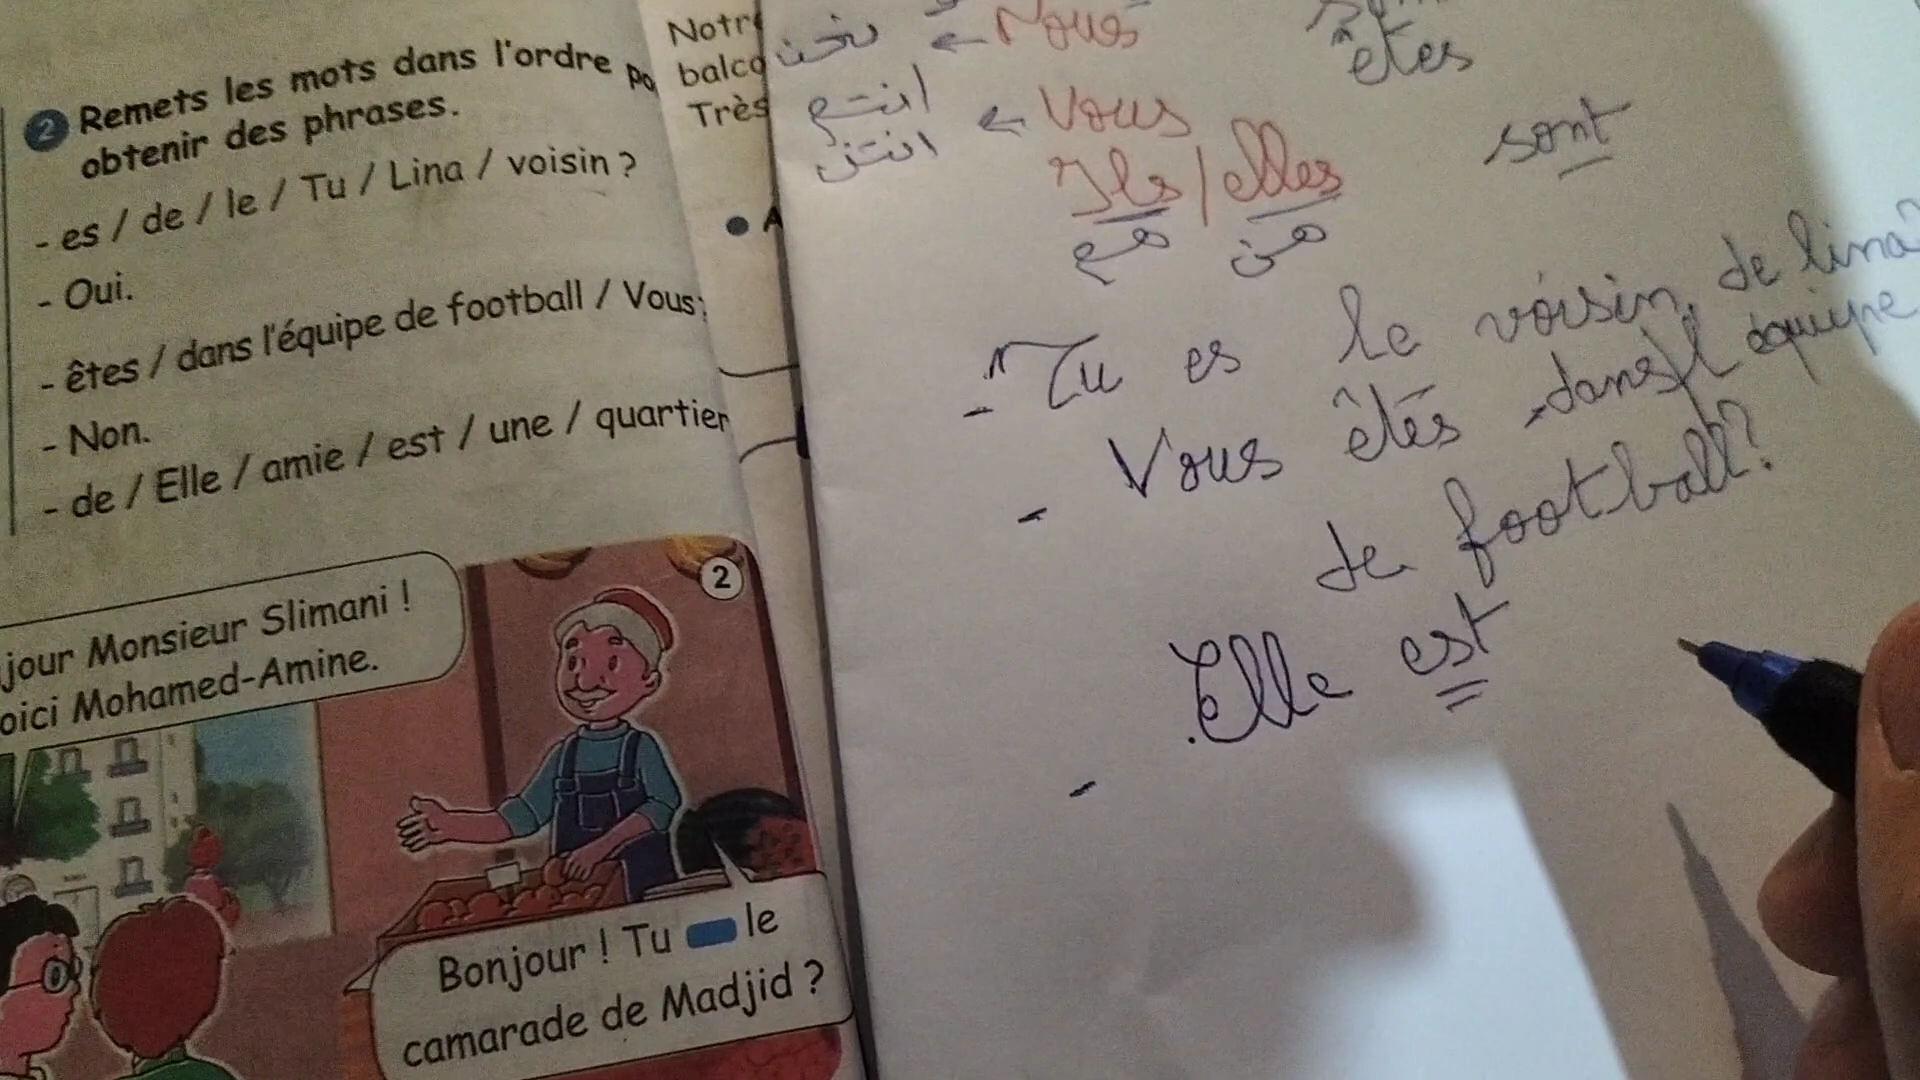 2 Remets les mots dans l'ordre po
obtenir des phrases.
- es / de / le / Tu / Lina / voisin ?
- Oui.
- êtes / dans l'équipe de football / Vous
- Non.
- de / Elle / amie / est / une / quartier
jour Monsieur Slimani !
oici Mohamed-Amine.
2
Bonjour ! Tu le
camarade de Madjid ?
Notre
balco
Très
• A
نحن ← Nous
êtes
انتم
انتن ← Vous
sont
Ils / elles
هم هن
- Tu es le voisin de lina?
- Vous êtes dans l'équipe
de football?
- Elle est